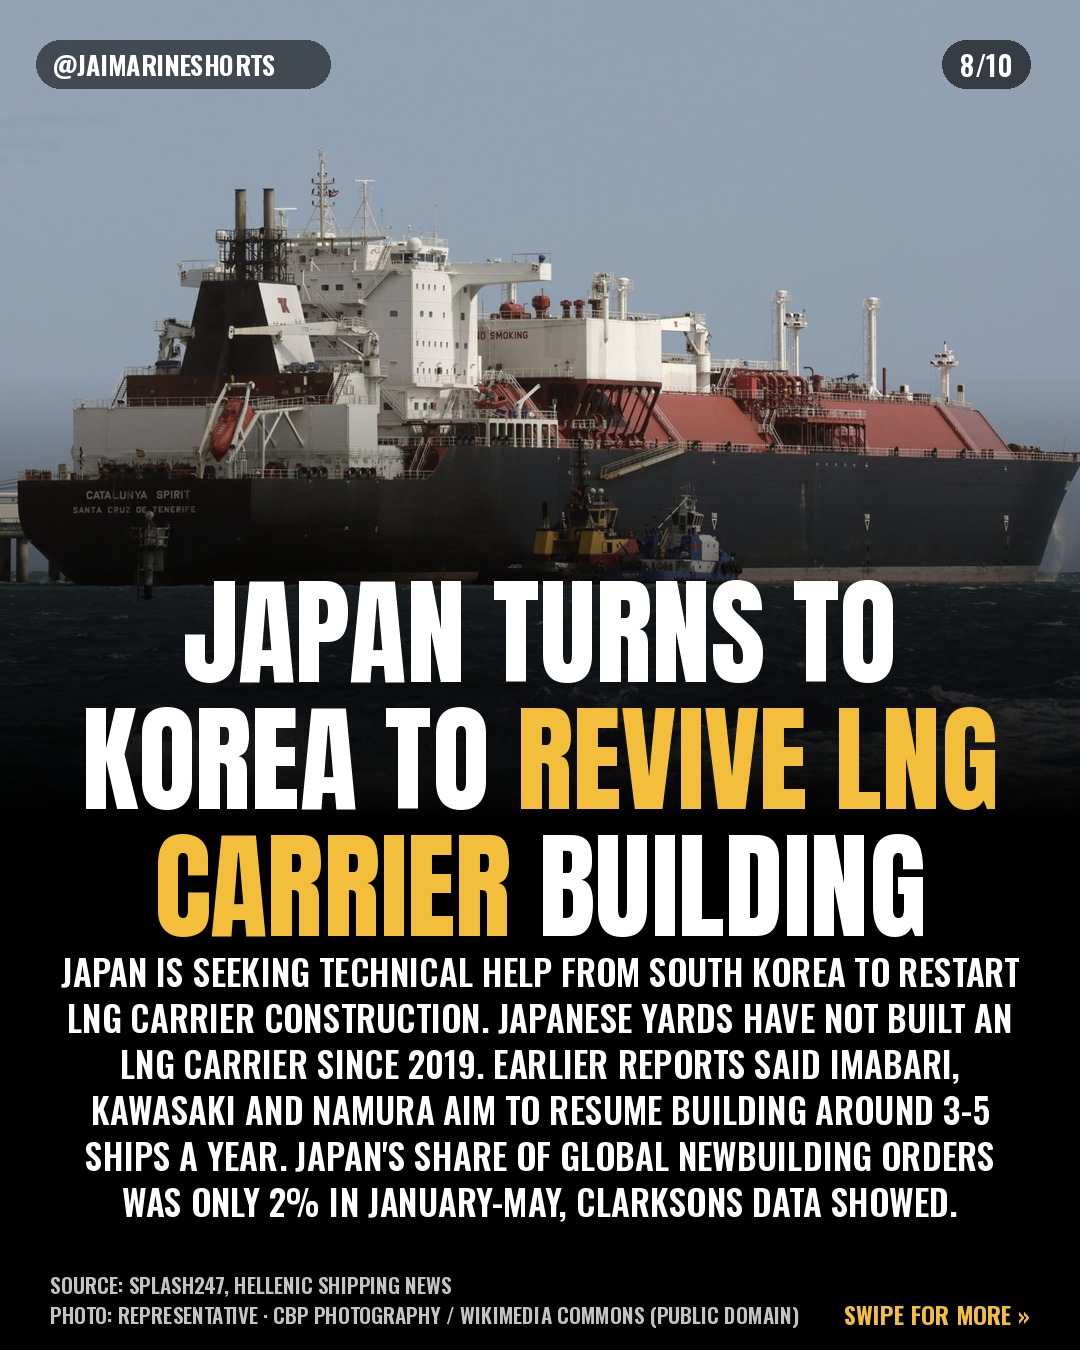 @JAIMARINESHORTS
8/10
NO SMOKING
CATALUNYA SPIRIT
SANTA CRUZ DE TENERIFE
JAPAN TURNS TO
KOREA TO REVIVE LNG
CARRIER BUILDING
JAPAN IS SEEKING TECHNICAL HELP FROM SOUTH KOREA TO RESTART
LNG CARRIER CONSTRUCTION. JAPANESE YARDS HAVE NOT BUILT AN
LNG CARRIER SINCE 2019. EARLIER REPORTS SAID IMABARI,
KAWASAKI AND NAMURA AIM TO RESUME BUILDING AROUND 3-5
SHIPS A YEAR. JAPAN'S SHARE OF GLOBAL NEWBUILDING ORDERS
WAS ONLY 2% IN JANUARY-MAY, CLARKSONS DATA SHOWED.
SOURCE: SPLASH247, HELLENIC SHIPPING NEWS
PHOTO: REPRESENTATIVE · CBP PHOTOGRAPHY / WIKIMEDIA COMMONS (PUBLIC DOMAIN)
SWIPE FOR MORE »